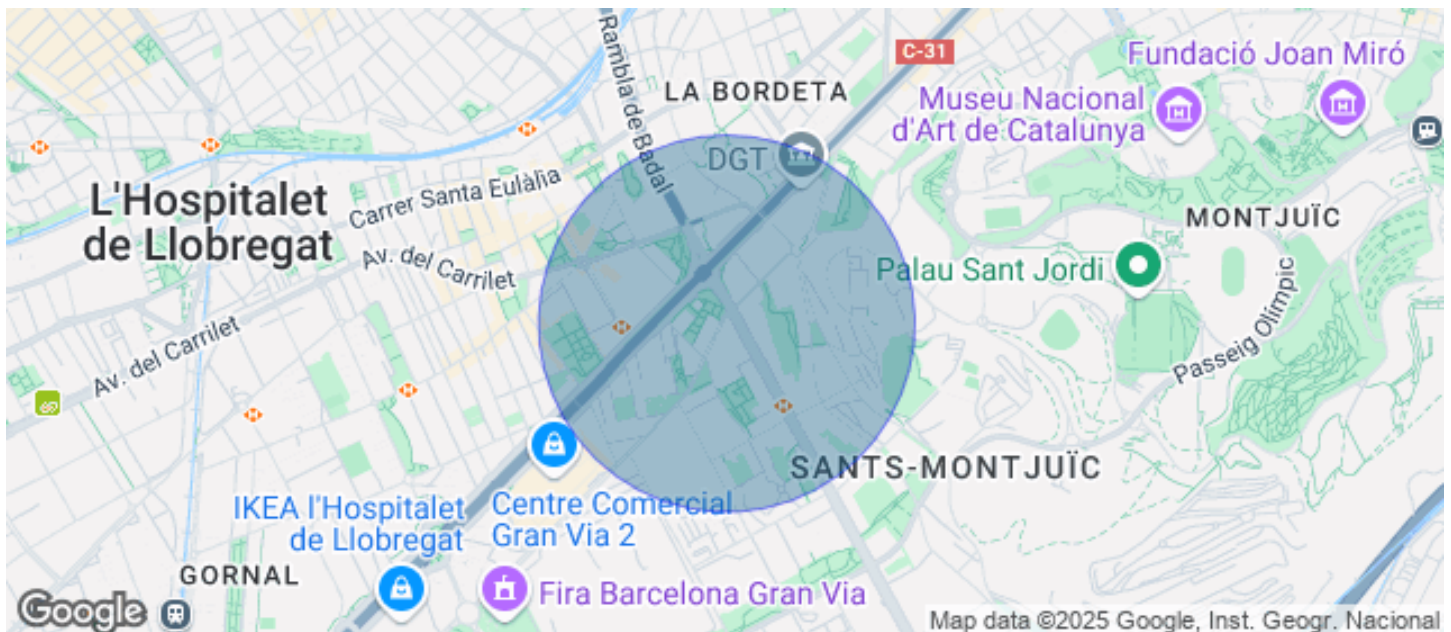 Rambla de Badal
C-31
LA BORDETA
Fundació Joan Miró
Museu Nacional
d'Art de Catalunya
DGT
L'Hospitalet
de Llobregat
Carrer Santa Eulàlia
Av. del Carrilet
MONTJUÏC
Palau Sant Jordi
Av. del Carrilet
Passeig Olímpic
SANTS-MONTJUÏC
IKEA l'Hospitalet
de Llobregat
Centre Comercial
Gran Via 2
GORNAL
Fira Barcelona Gran Via
Google
Map data ©2025 Google, Inst. Geogr. Nacional